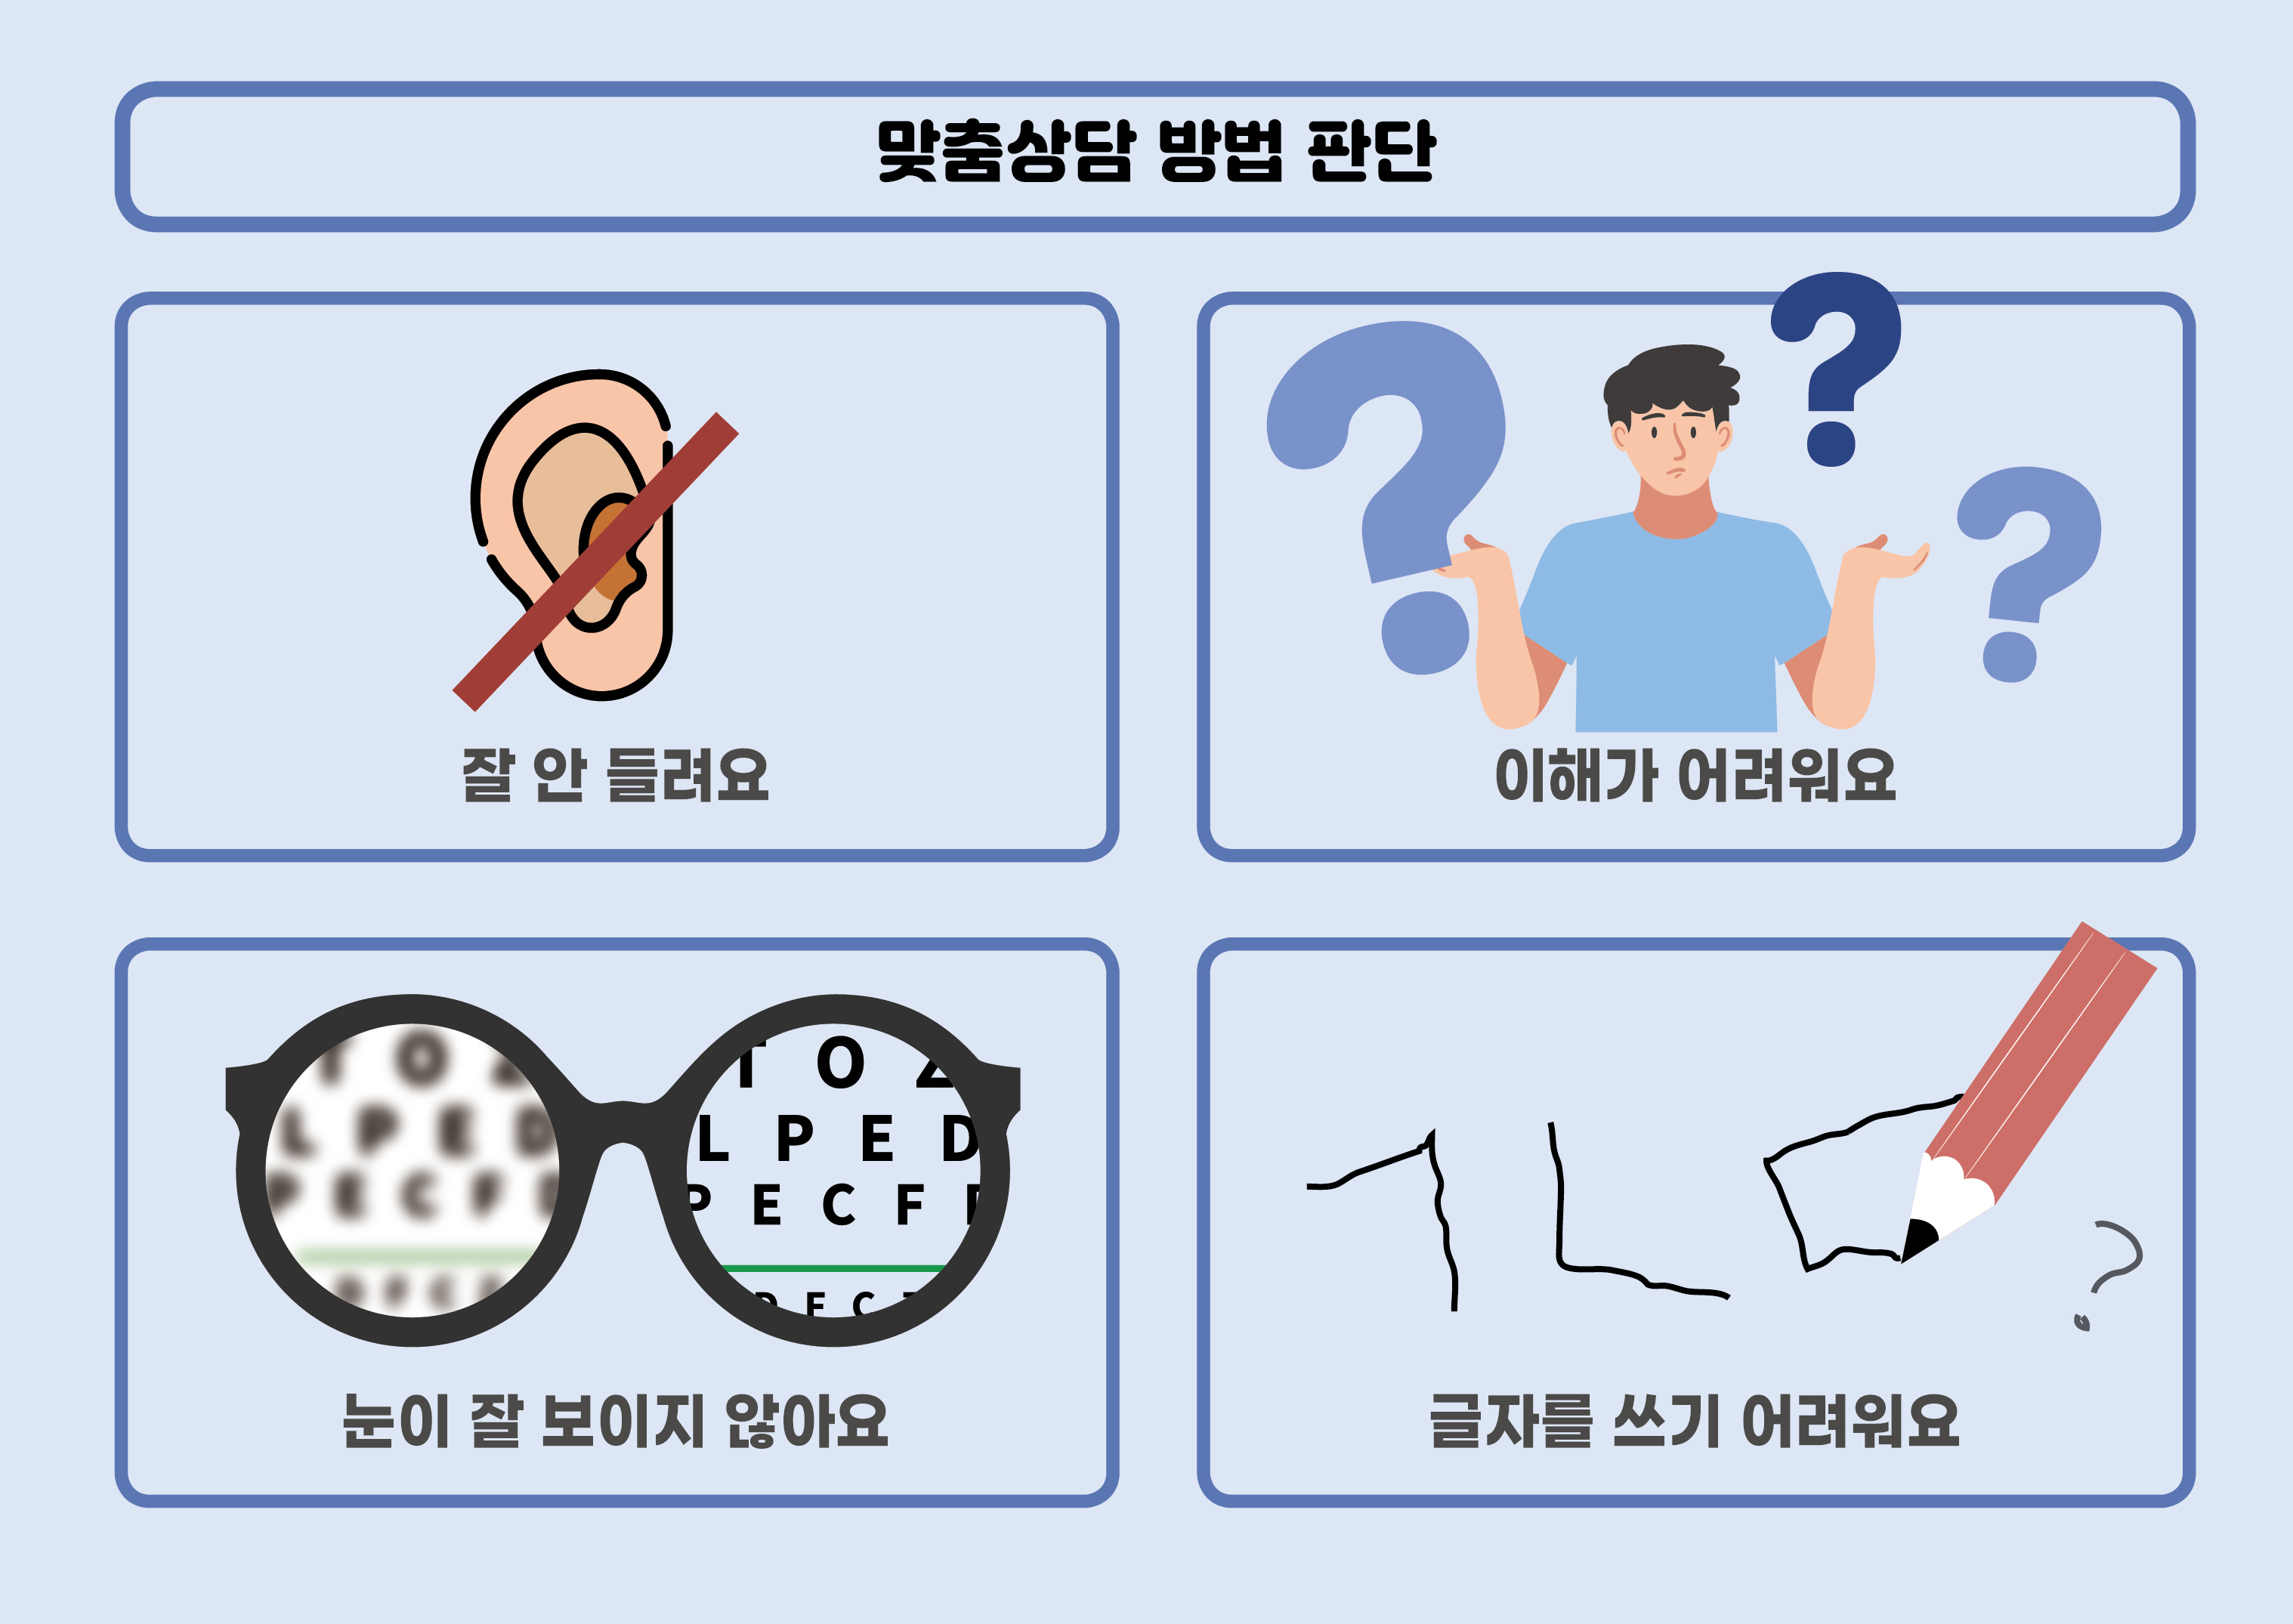 맞춤상담 방법 판단
잘 안 들려요
이해가 어려워요
T O Z
L P E D
P E C F
T O Z
L P E D
P E C F
눈이 잘 보이지 않아요
ㄱ ㄴ ㄷ
?
글자를 쓰기 어려워요